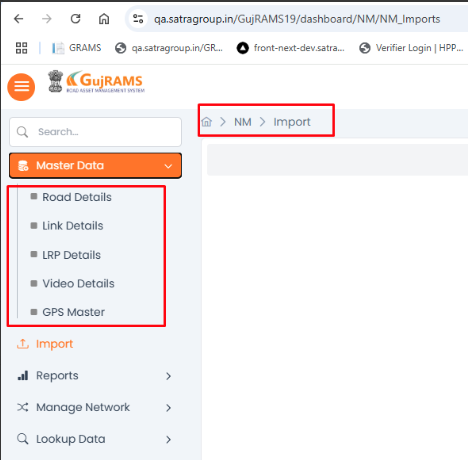 qa.satragroup.in/GujRAMS19/dashboard/NM/NM_Imports
GRAMS
qa.satragroup.in/GR...
front-next-dev.satra...
Verifier Login | HPP...
GujRAMS
ROAD ASSET MANAGEMENT SYSTEM
Search...
NM > Import
Master Data
Road Details
Link Details
LRP Details
Video Details
GPS Master
Import
Reports
Manage Network
Lookup Data